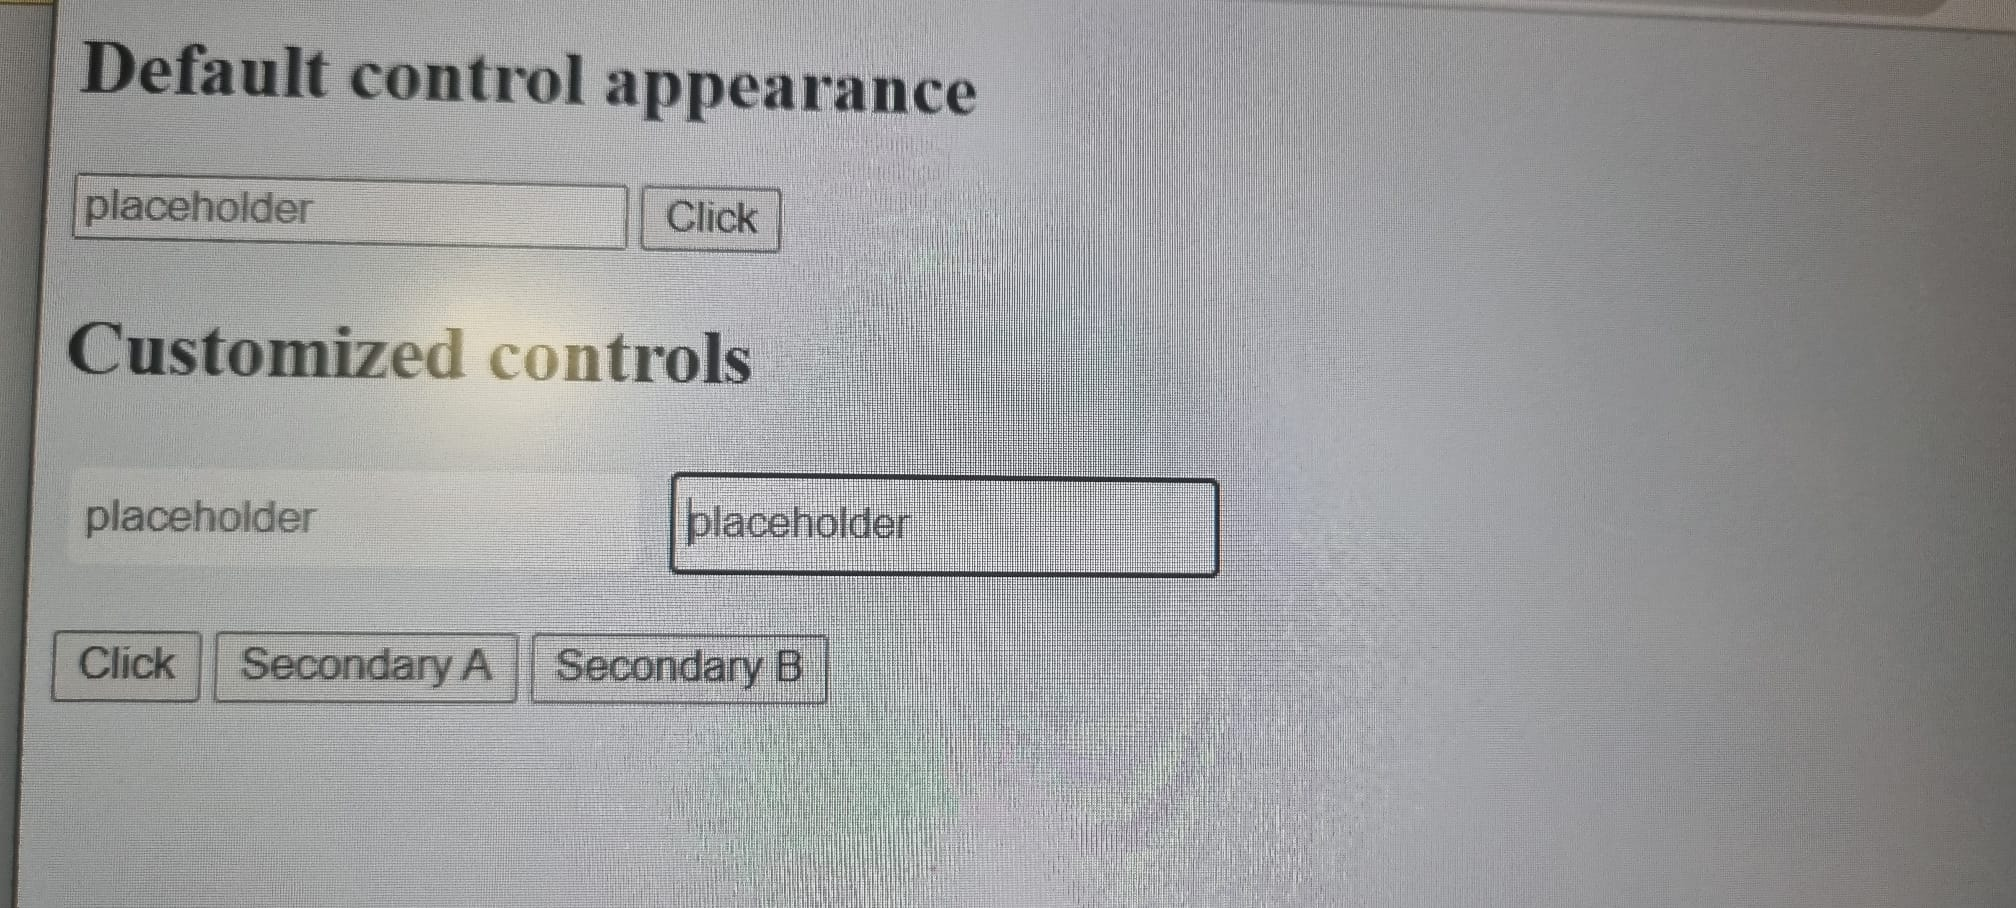 Default control appearance
placeholder Click
Customized controls
placeholder placeholder
Click Secondary A Secondary B